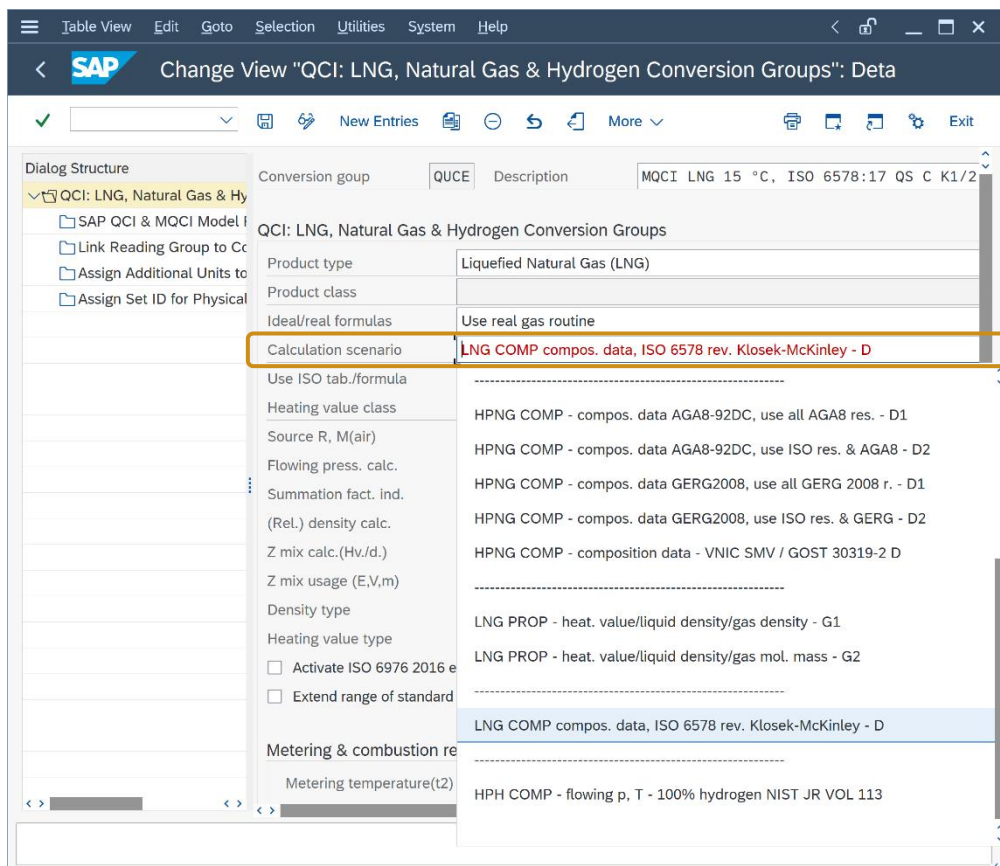 Table View Edit Goto Selection Utilities System Help
SAP Change View "QCI: LNG, Natural Gas & Hydrogen Conversion Groups": Deta
New Entries More Exit
Dialog Structure
QCI: LNG, Natural Gas & Hy
SAP QCI & MQCI Model
Link Reading Group to Co
Assign Additional Units to
Assign Set ID for Physical
Conversion goup QUCE Description MQCI LNG 15 °C, ISO 6578:17 QS C K1/2
QCI: LNG, Natural Gas & Hydrogen Conversion Groups
Product type Liquefied Natural Gas (LNG)
Product class
Ideal/real formulas Use real gas routine
Calculation scenario LNG COMP compos. data, ISO 6578 rev. Klosek-McKinley - D
Use ISO tab./formula
Heating value class
Source R, M(air)
Flowing press. calc.
Summation fact. ind.
(Rel.) density calc.
Z mix calc.(Hv./d.)
Z mix usage (E,V,m)
Density type
Heating value type
Activate ISO 6976 2016 e
Extend range of standard
Metering & combustion re
Metering temperature(t2)
------------------------------------------------------------
HPNG COMP - compos. data AGA8-92DC, use all AGA8 res. - D1
HPNG COMP - compos. data AGA8-92DC, use ISO res. & AGA8 - D2
HPNG COMP - compos. data GERG2008, use all GERG 2008 r. - D1
HPNG COMP - compos. data GERG2008, use ISO res. & GERG - D2
HPNG COMP - composition data - VNIC SMV / GOST 30319-2 D
------------------------------------------------------------
LNG PROP - heat. value/liquid density/gas density - G1
LNG PROP - heat. value/liquid density/gas mol. mass - G2
------------------------------------------------------------
LNG COMP compos. data, ISO 6578 rev. Klosek-McKinley - D
------------------------------------------------------------
HPH COMP - flowing p, T - 100% hydrogen NIST JR VOL 113